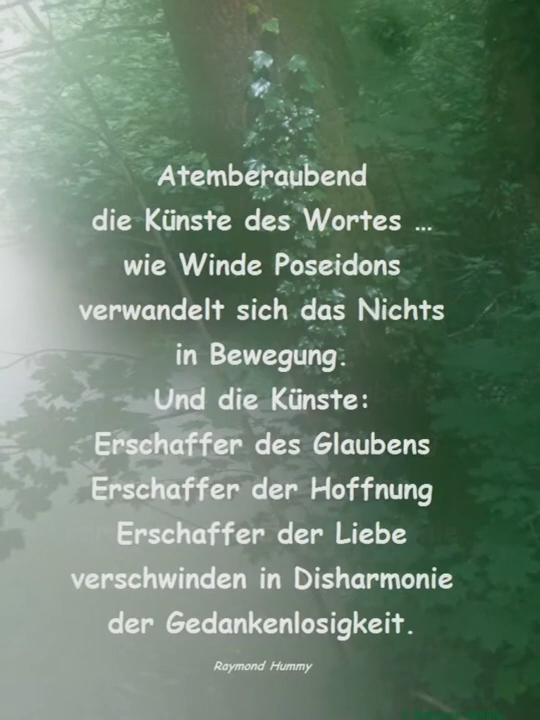 Atemberaubend
die Künste des Wortes ...
wie Winde Poseidons
verwandelt sich das Nichts
in Bewegung.
Und die Künste:
Erschaffer des Glaubens
Erschaffer der Hoffnung
Erschaffer der Liebe
verschwinden in Disharmonie
der Gedankenlosigkeit.
Raymond Hummy